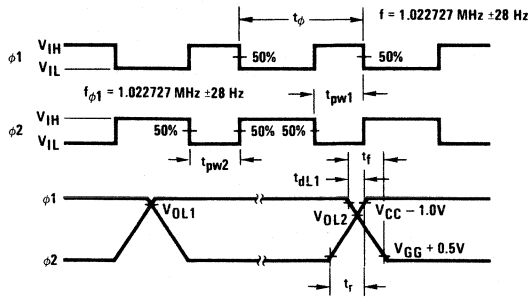 tϕ
f = 1.022727 MHz ±28 Hz
ϕ1
VIH
VIL
50%
50%
fϕ1 = 1.022727 MHz ±28 Hz
tpw1
ϕ2
VIH
VIL
50%
50%
50%
tpw2
tf
tdL1
ϕ1
VOL1
VOL2
VCC – 1.0V
VGG + 0.5V
ϕ2
tr